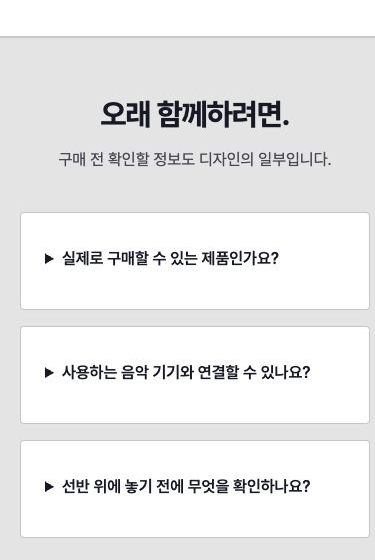 오래 함께하려면.
구매 전 확인할 정보도 디자인의 일부입니다.
▶ 실제로 구매할 수 있는 제품인가요?
▶ 사용하는 음악 기기와 연결할 수 있나요?
▶ 선반 위에 놓기 전에 무엇을 확인하나요?